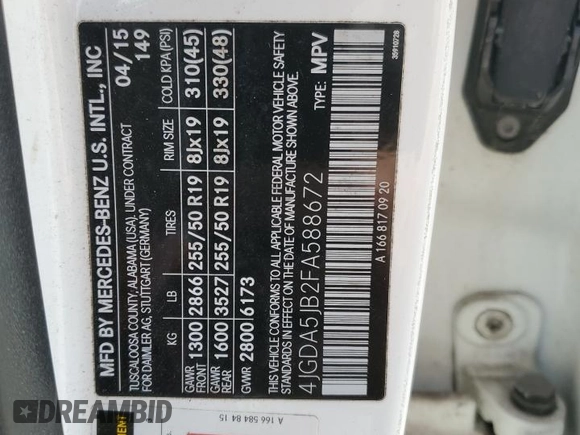 MFD BY MERCEDES-BENZ U.S. INTL., INC
TUSCALOOSA COUNTY, ALABAMA (USA), UNDER CONTRACT
FOR DAIMLER AG, STUTTGART (GERMANY)
04/15
149
KG LB TIRES RIM SIZE COLD KPA (PSI)
GAWR FRONT 1300 2866 255/50 R19 8Jx19 310(45)
GAWR REAR 1600 3527 255/50 R19 8Jx19 330(48)
GVWR 2800 6173
THIS VEHICLE CONFORMS TO ALL APPLICABLE FEDERAL MOTOR VEHICLE SAFETY
STANDARDS IN EFFECT ON THE DATE OF MANUFACTURE SHOWN ABOVE.
4JGDA5JB2FA588672
TYPE: MPV
A 166 817 09 20
35910728
A 166 584 84 15
DREAMBID